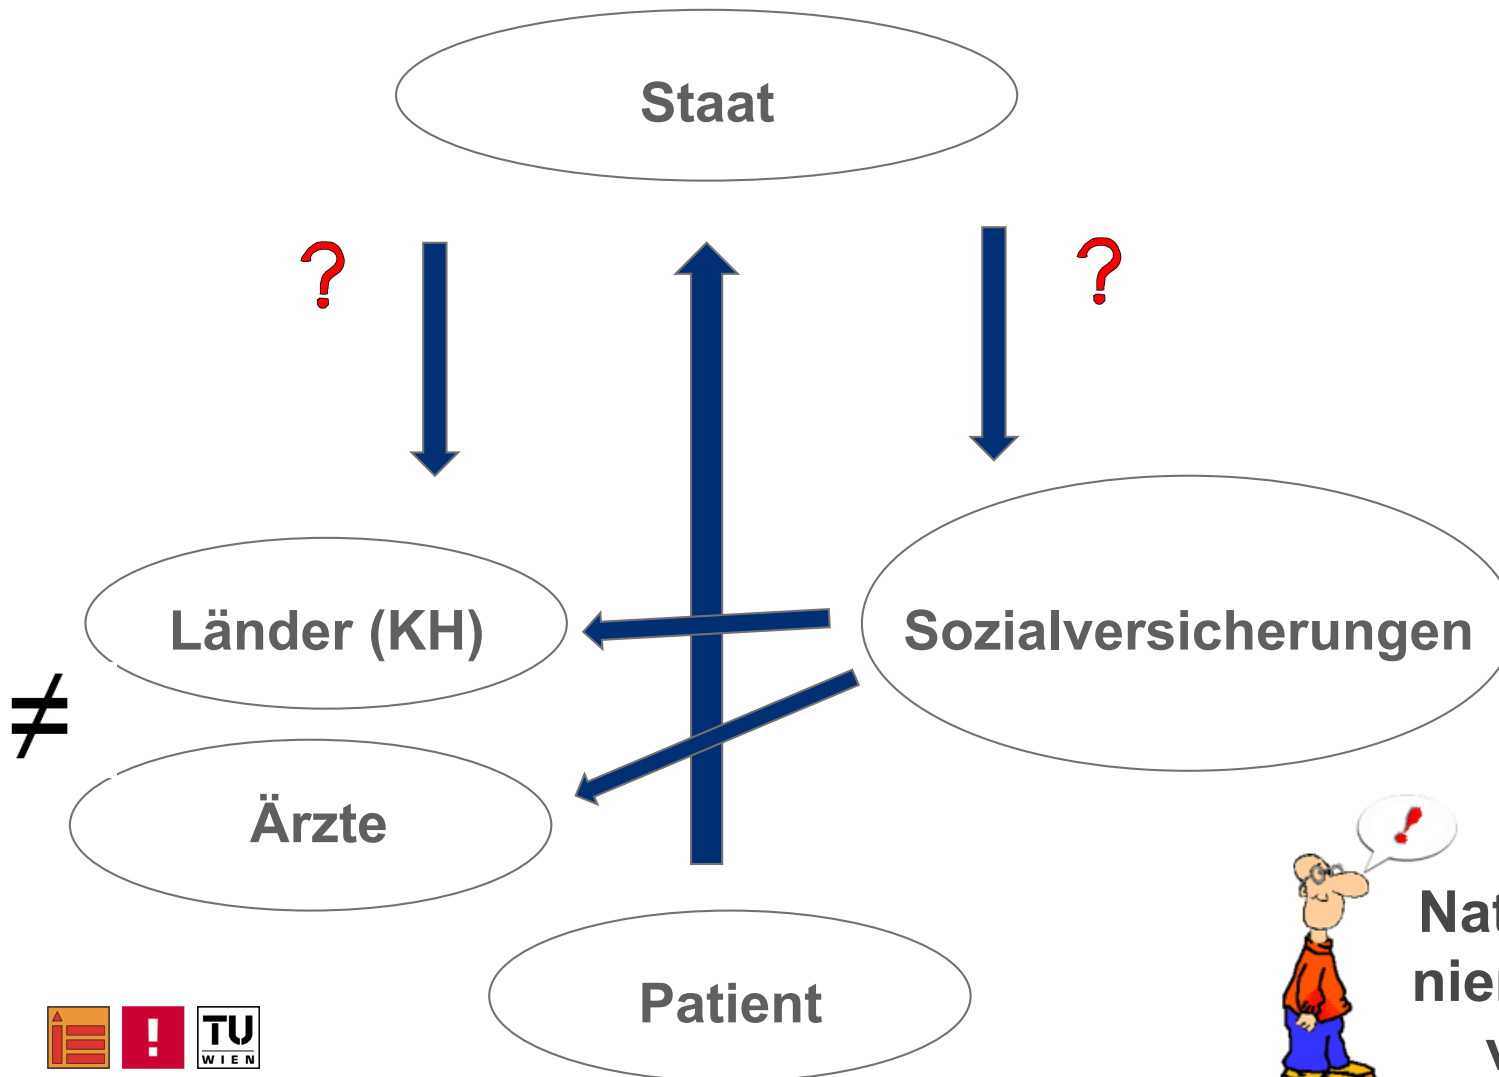 Staat
?
?
Länder (KH)
Sozialversicherungen
≠
Ärzte
!
Patient
!
TU
WIEN